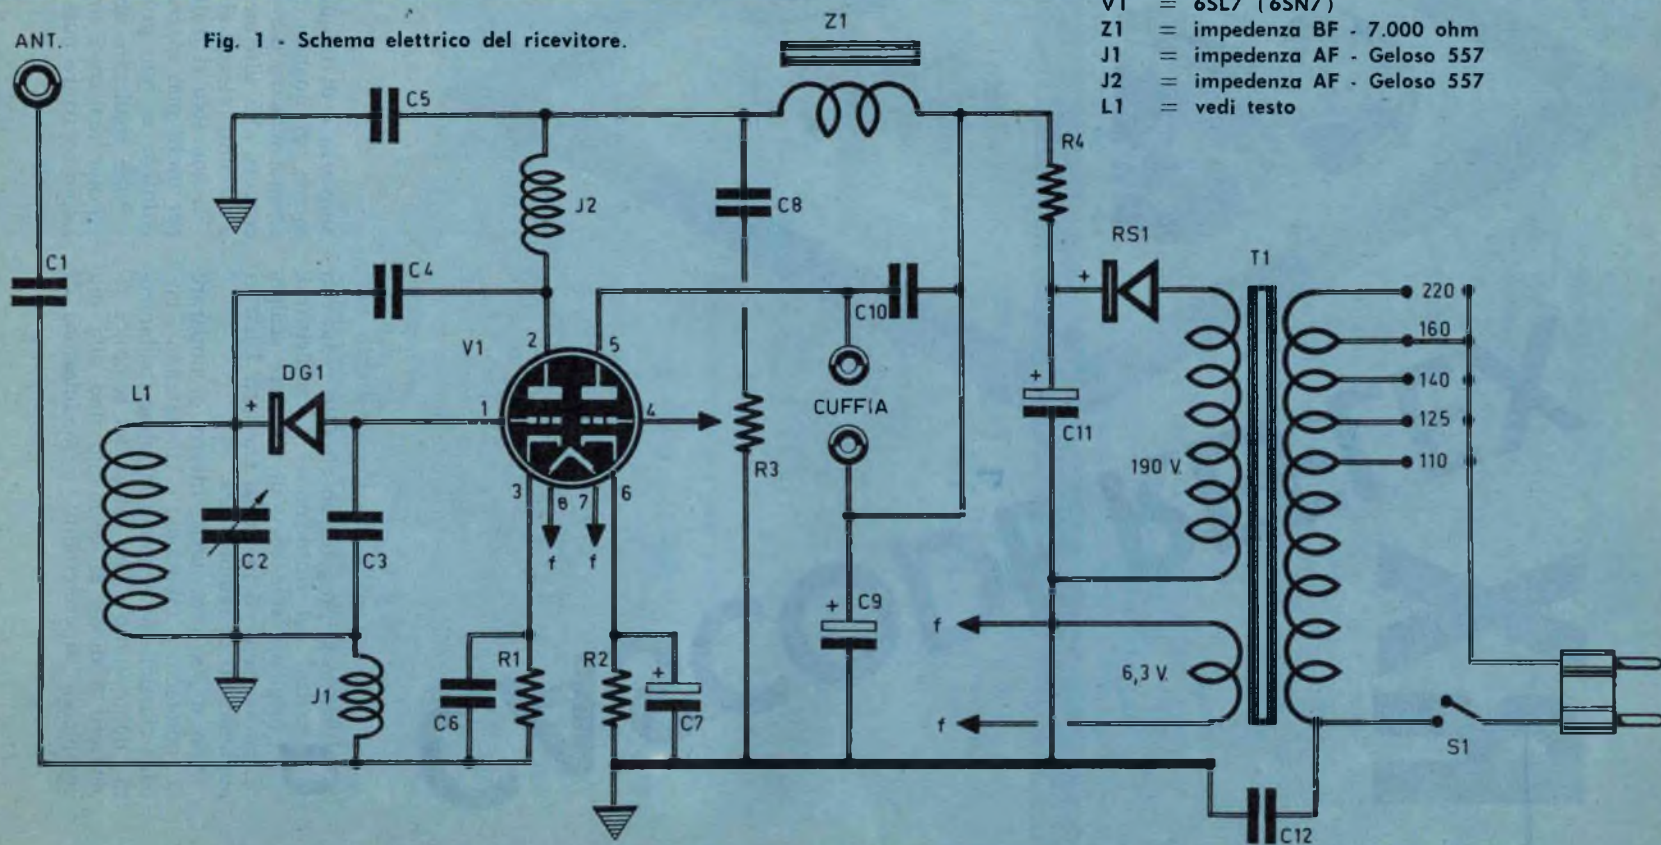 V1 = 6SL7 (6SN7)
Z1 = impedenza BF - 7.000 ohm
J1 = impedenza AF - Geloso 557
J2 = impedenza AF - Geloso 557
L1 = vedi testo
Fig. 1 - Schema elettrico del ricevitore.
ANT.
Z1
C5
R4
J2
C8
RS1
T1
C1
C4
+
220
C10
160
V1
2
5
L1
DG1
+
1
4
CUFFIA
+
140
125
C11
110
R3
190 V.
3
8
7
6
C2
C3
f
f
+
C9
f
R1
R2
+
6,3 V.
J1
C6
C7
f
S1
C12